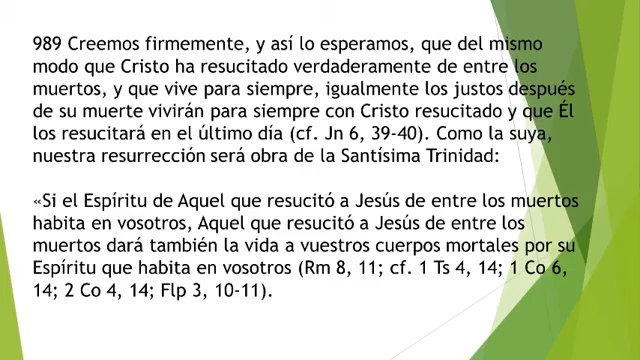 989 Creemos firmemente, y así lo esperamos, que del mismo
modo que Cristo ha resucitado verdaderamente de entre los
muertos, y que vive para siempre, igualmente los justos después
de su muerte vivirán para siempre con Cristo resucitado y que Él
los resucitará en el último día (cf. Jn 6, 39-40). Como la suya,
nuestra resurrección será obra de la Santísima Trinidad:
«Si el Espíritu de Aquel que resucitó a Jesús de entre los muertos
habita en vosotros, Aquel que resucitó a Jesús de entre los
muertos dará también la vida a vuestros cuerpos mortales por su
Espíritu que habita en vosotros (Rm 8, 11; cf. 1 Ts 4, 14; 1 Co 6,
14; 2 Co 4, 14; Flp 3, 10-11).